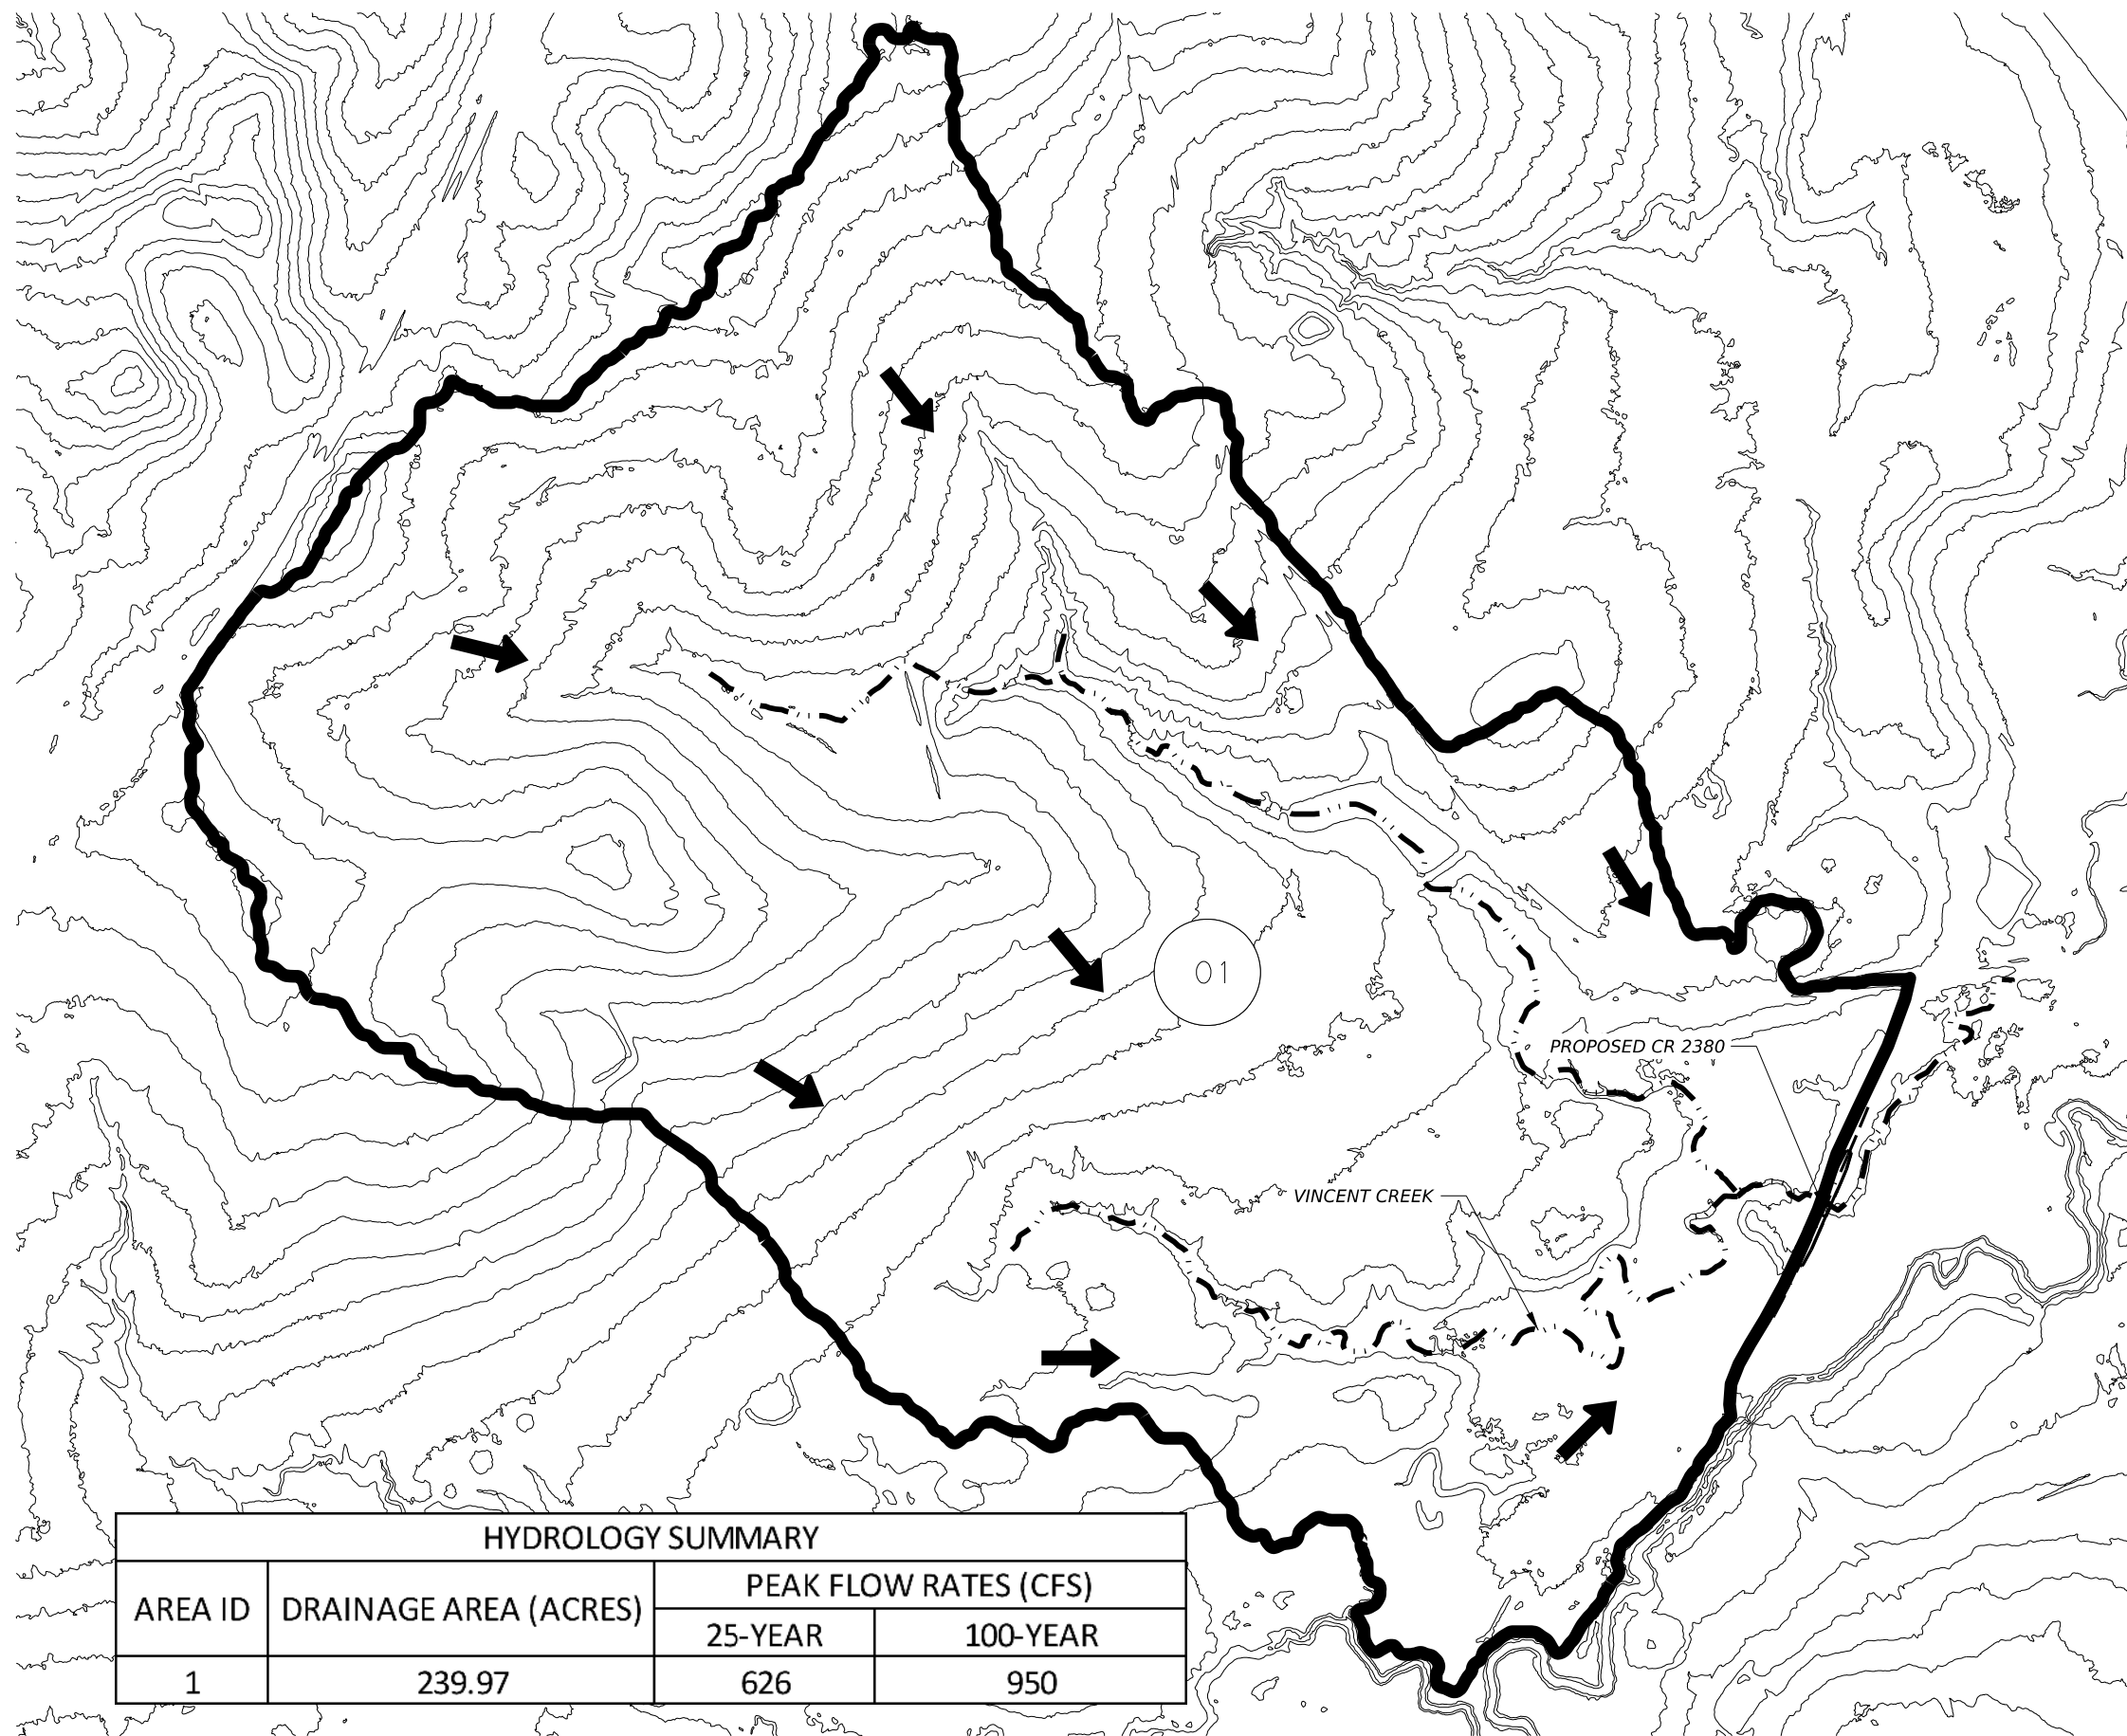 01
PROPOSED CR 2380
VINCENT CREEK
HYDROLOGY SUMMARY
AREA ID
DRAINAGE AREA (ACRES)
PEAK FLOW RATES (CFS)
25-YEAR
100-YEAR
1
239.97
626
950